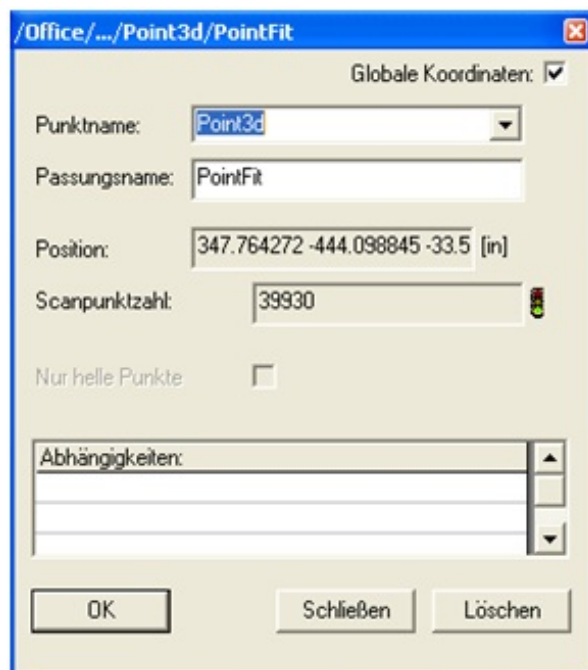 /Office/.../Point3d/PointFit
Globale Koordinaten:
Punktname: Point3d
Passungsname: PointFit
Position: 347.764272 -444.098845 -33.5 [in]
Scanpunktzahl: 39930
Nur helle Punkte
Abhängigkeiten:
OK Schließen Löschen